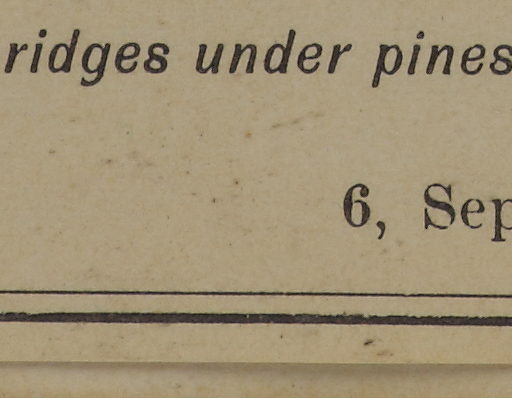 ridges under pines
6, Sep